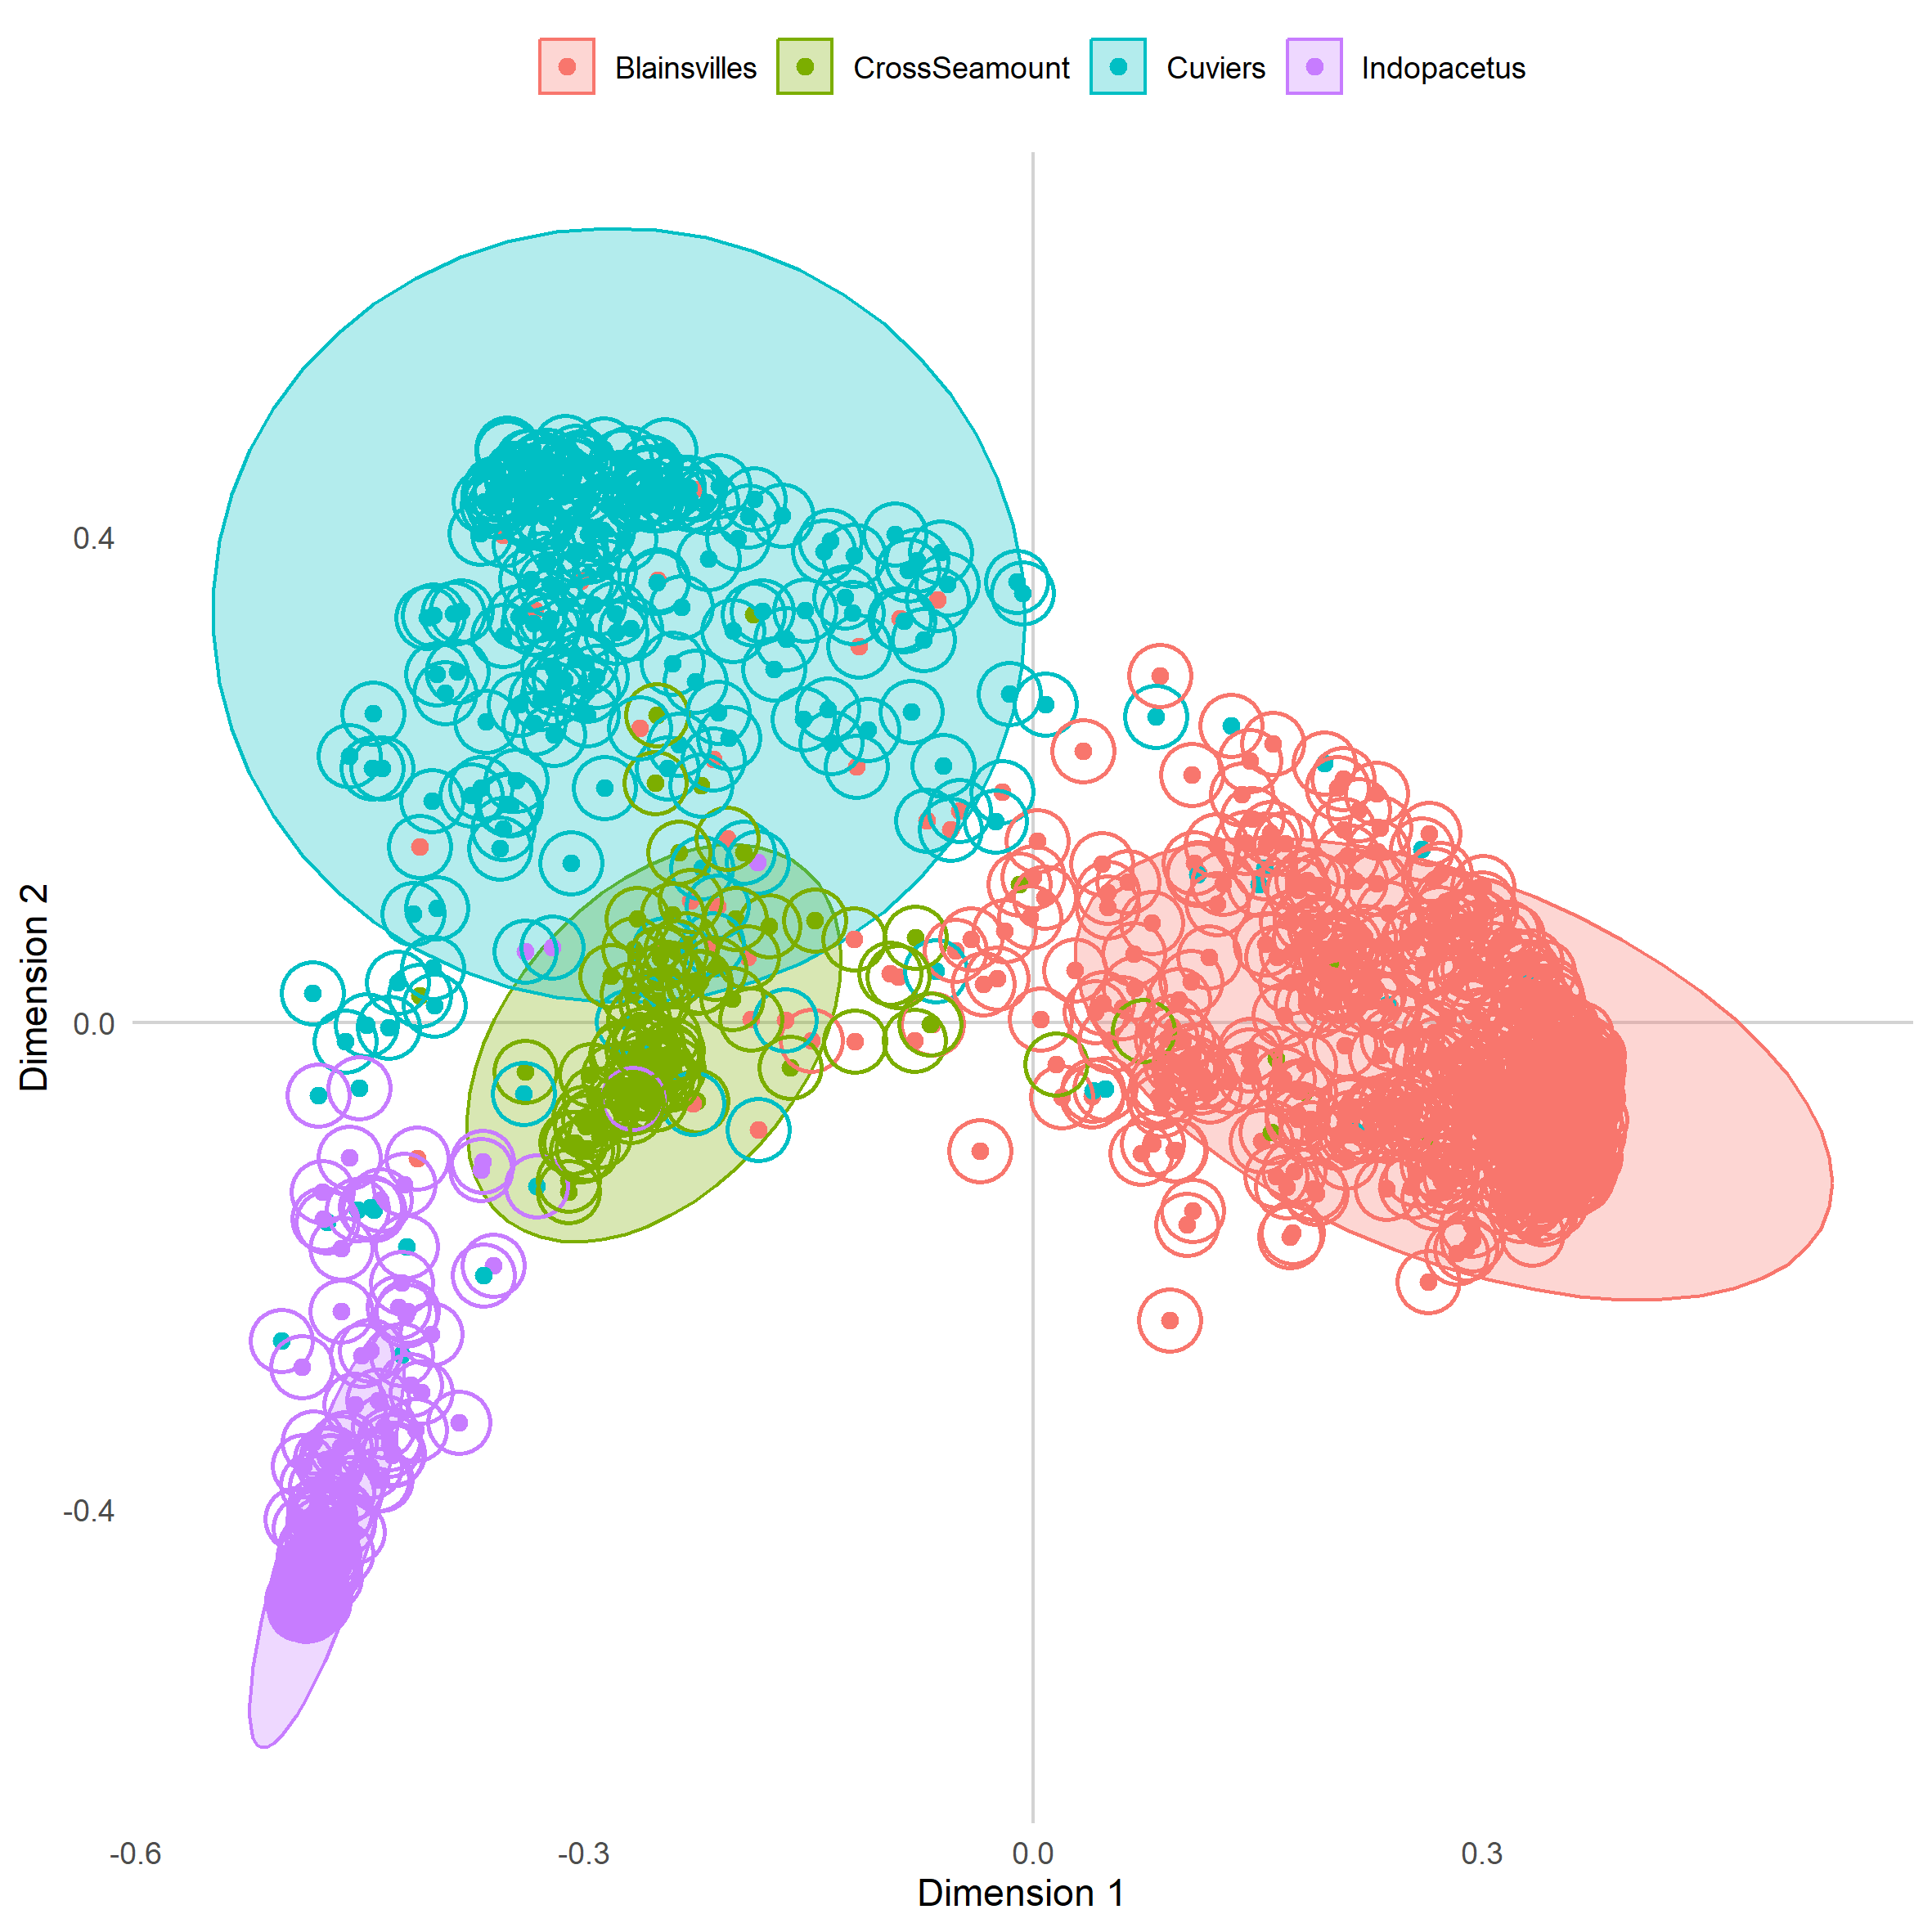 Blainsvilles CrossSeamount Cuviers Indopacetus
0.4
0.0
-0.4
Dimension 2
-0.6 -0.3 0.0 0.3
Dimension 1